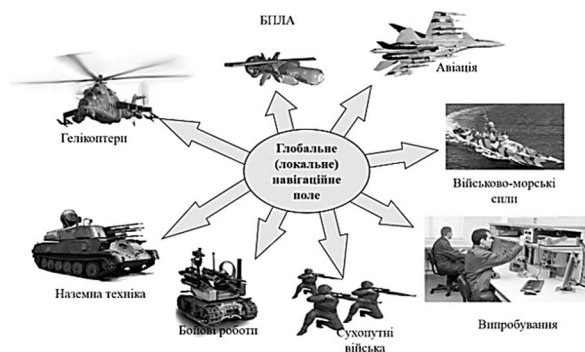 БПЛА
Авіація
Гелікоптери
Глобальне
(локальне)
навігаційне
поле
Військово-морські
сили
Наземна техніка
Бойові роботи
Сухопутні
війська
Випробування